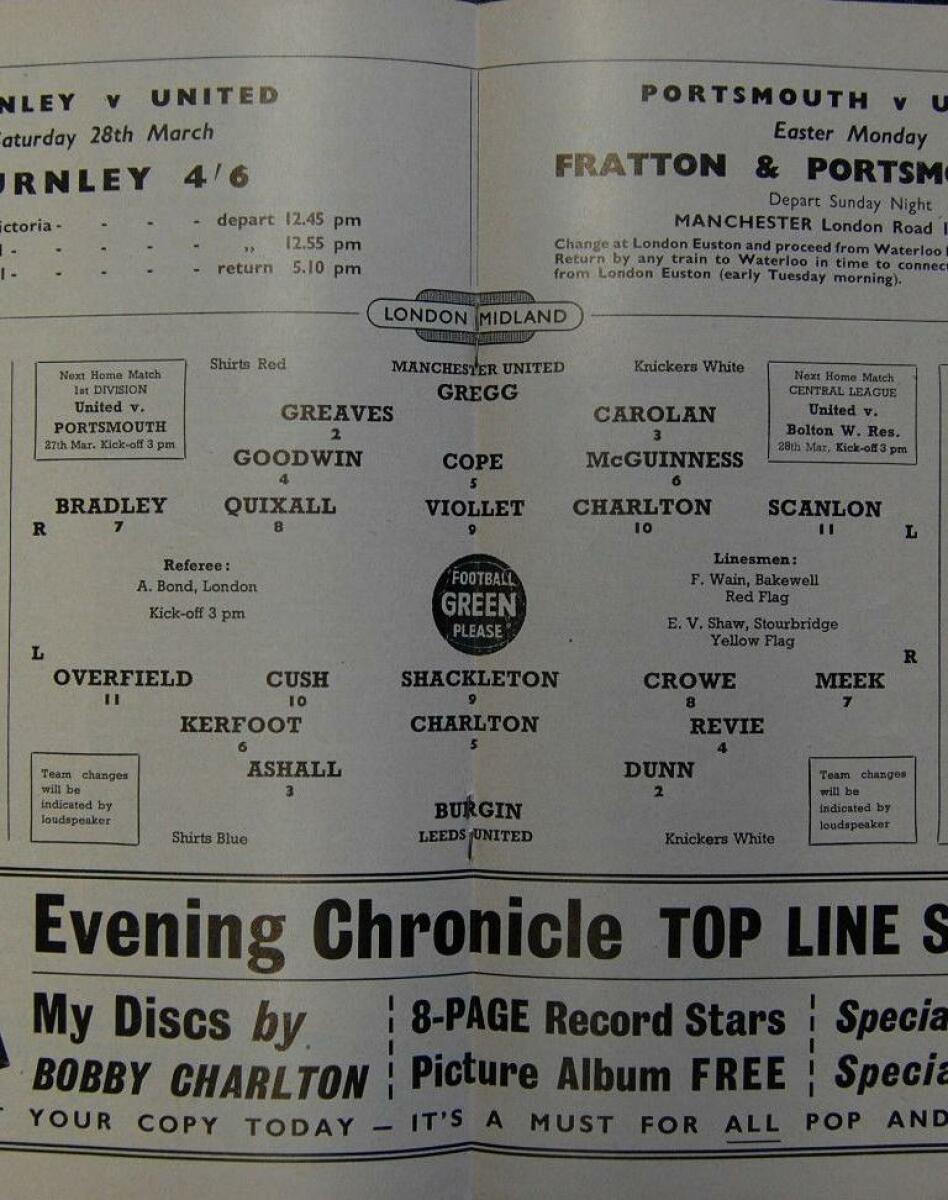 NLEY v UNITED
Saturday 28th March
URNLEY 4/6
ictoria - - - - depart 12.45 pm
l - - - - - „ 12.55 pm
l - - - - - return 5.10 pm
PORTSMOUTH v U
Easter Monday
FRATTON & PORTSM
Depart Sunday Night
MANCHESTER London Road
Change at London Euston and proceed from Waterloo
Return by any train to Waterloo in time to connec
from London Euston (early Tuesday morning).
LONDON MIDLAND
Next Home Match
1st DIVISION
United v.
PORTSMOUTH
27th Mar. Kick-off 3 pm
Shirts Red
MANCHESTER UNITED
Knickers White
Next Home Match
CENTRAL LEAGUE
United v.
Bolton W. Res.
28th Mar, Kick-off 3 pm
GREGG
GREAVES CAROLAN
2 3
GOODWIN COPE McGUINNESS
4 5 6
BRADLEY QUIXALL VIOLLET CHARLTON SCANLON
R 7 8 9 10 11 L
Referee:
A. Bond, London
Kick-off 3 pm
FOOTBALL
GREEN
PLEASE
Linesmen:
F. Wain, Bakewell
Red Flag
E. V. Shaw, Stourbridge
Yellow Flag
L R
OVERFIELD CUSH SHACKLETON CROWE MEEK
11 10 9 8 7
KERFOOT CHARLTON REVIE
6 5 4
ASHALL DUNN
3 2
BURGIN
Team changes
will be
indicated by
loudspeaker
Shirts Blue
LEEDS UNITED
Knickers White
Team changes
will be
indicated by
loudspeaker
Evening Chronicle TOP LINE S
My Discs by
BOBBY CHARLTON
8-PAGE Record Stars
Picture Album FREE
Specia
Specia
YOUR COPY TODAY — IT'S A MUST FOR ALL POP AND